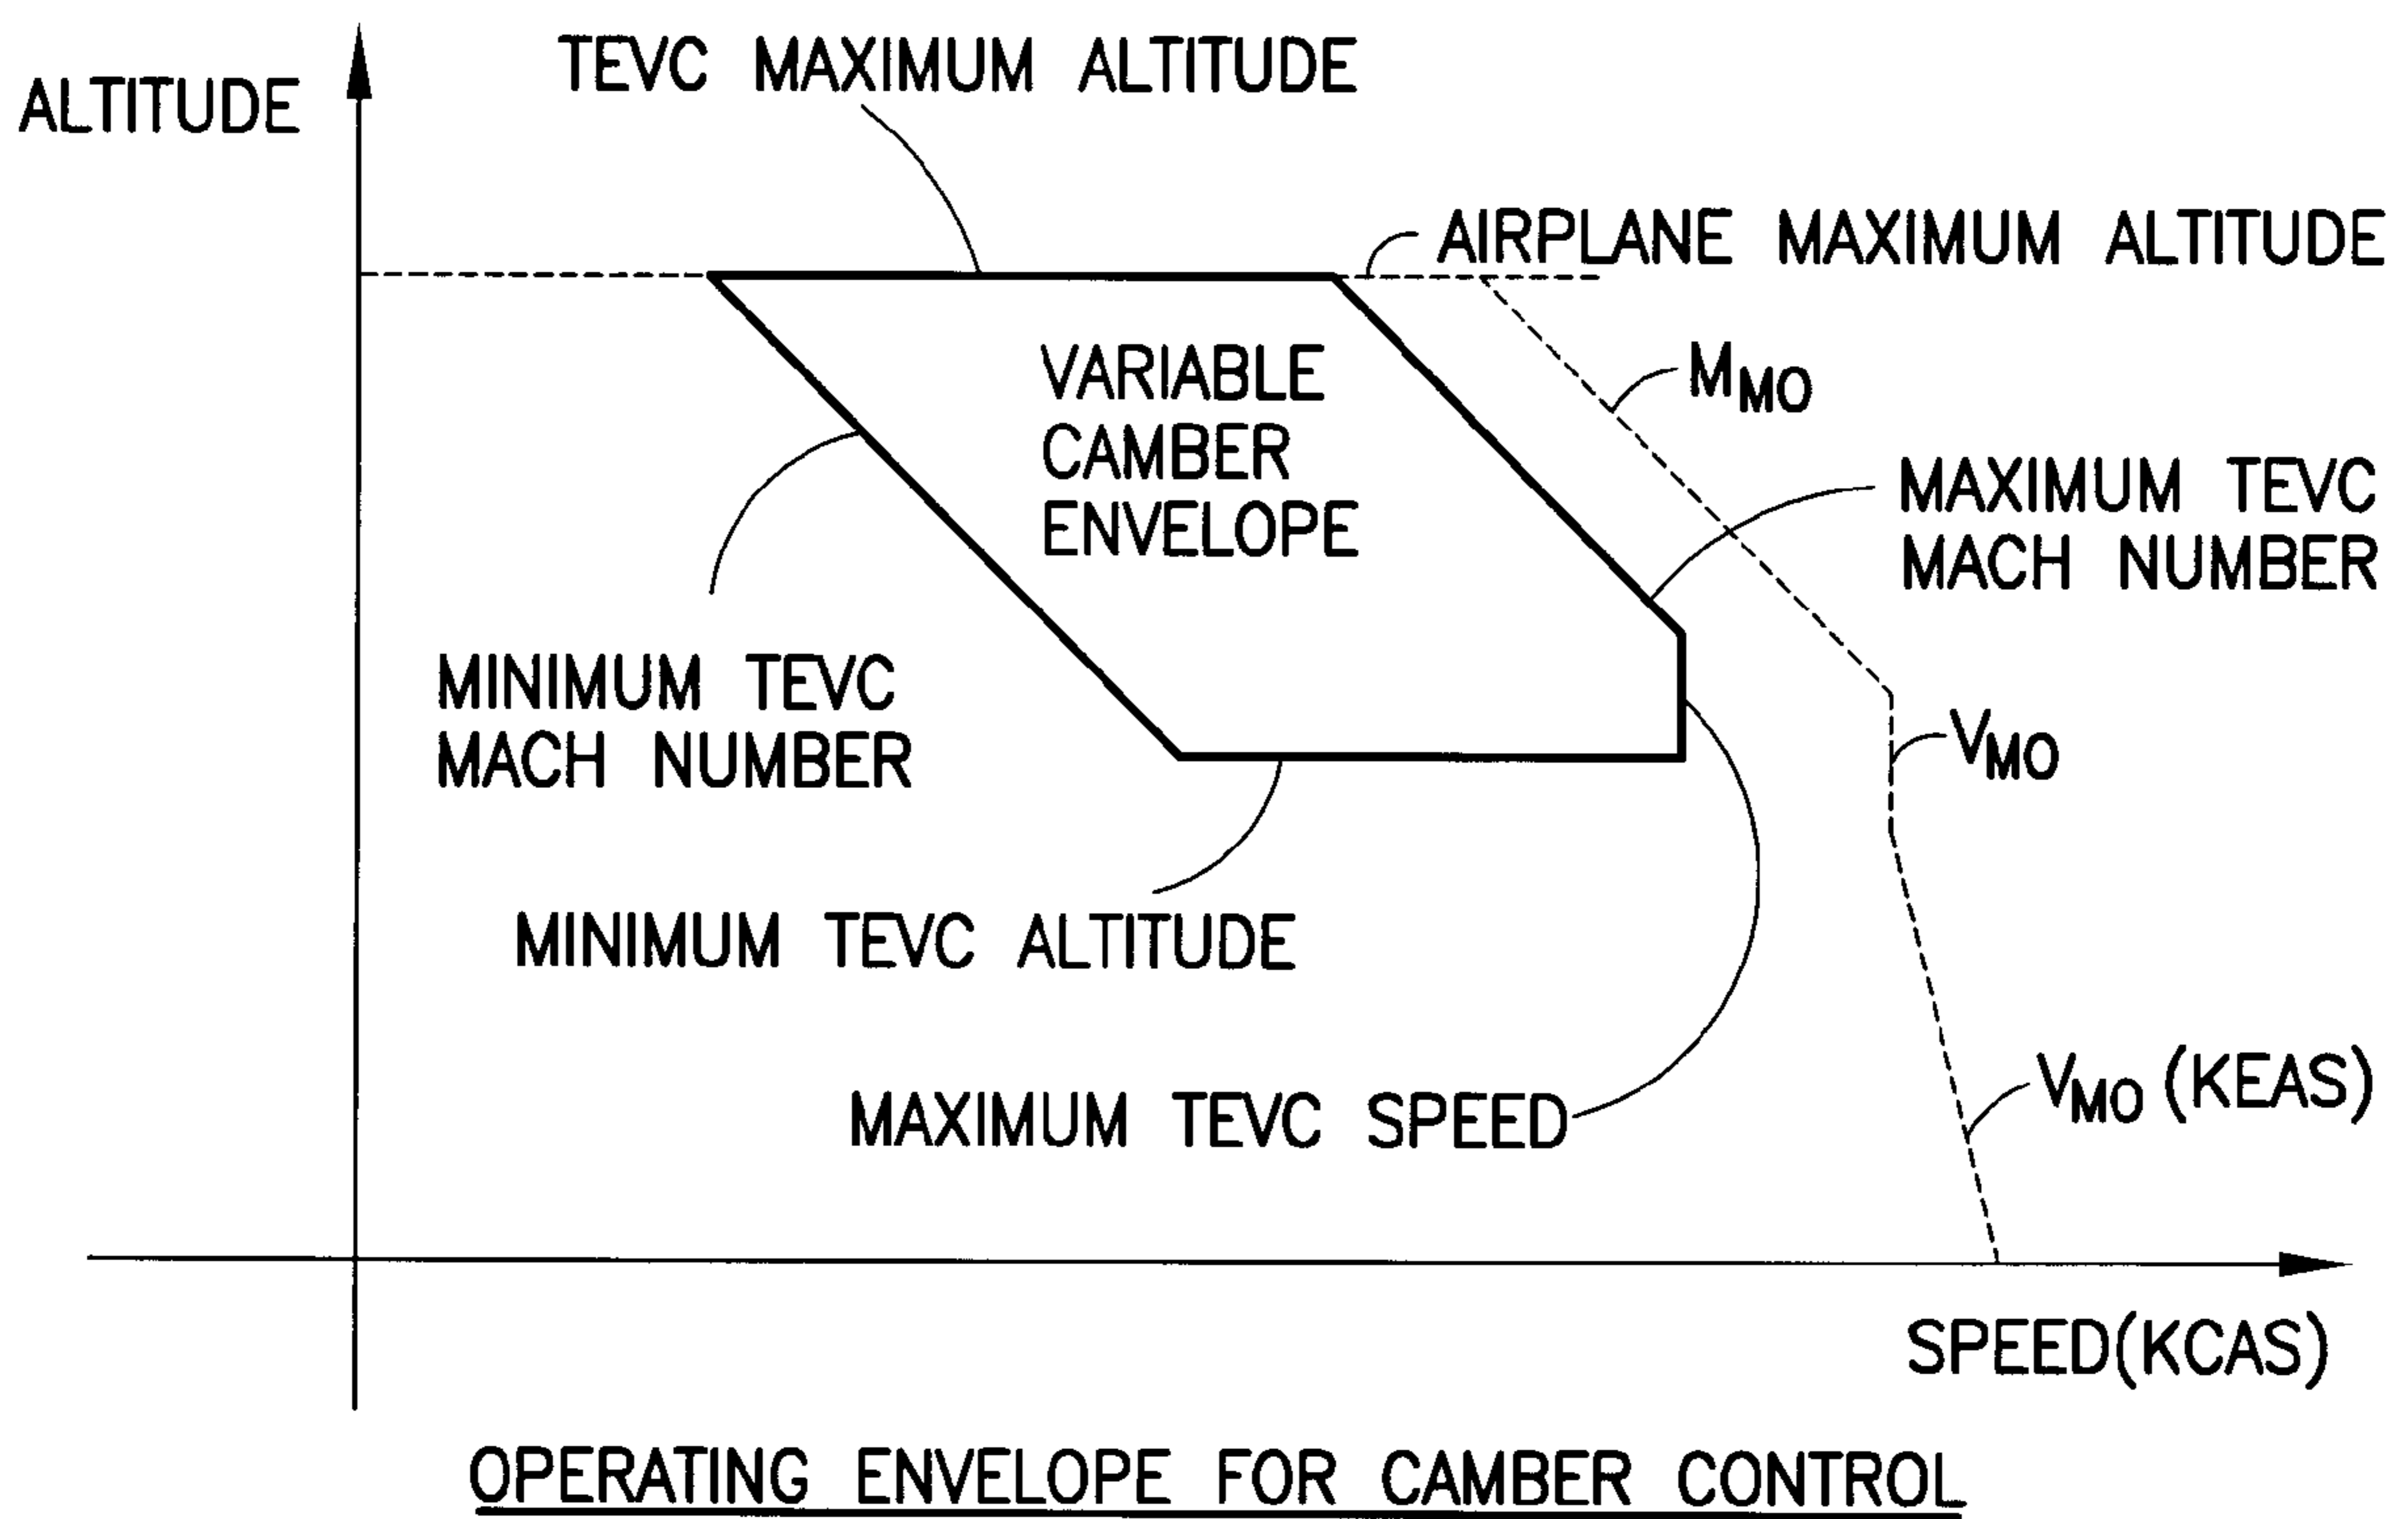 TEVC MAXIMUM ALTITUDE
ALTITUDE
AIRPLANE MAXIMUM ALTITUDE
VARIABLE
CAMBER
ENVELOPE
MMO
MAXIMUM TEVC
MACH NUMBER
MINIMUM TEVC
MACH NUMBER
VMO
MINIMUM TEVC ALTITUDE
VMO (KEAS)
MAXIMUM TEVC SPEED
SPEED(KCAS)
OPERATING ENVELOPE FOR CAMBER CONTROL